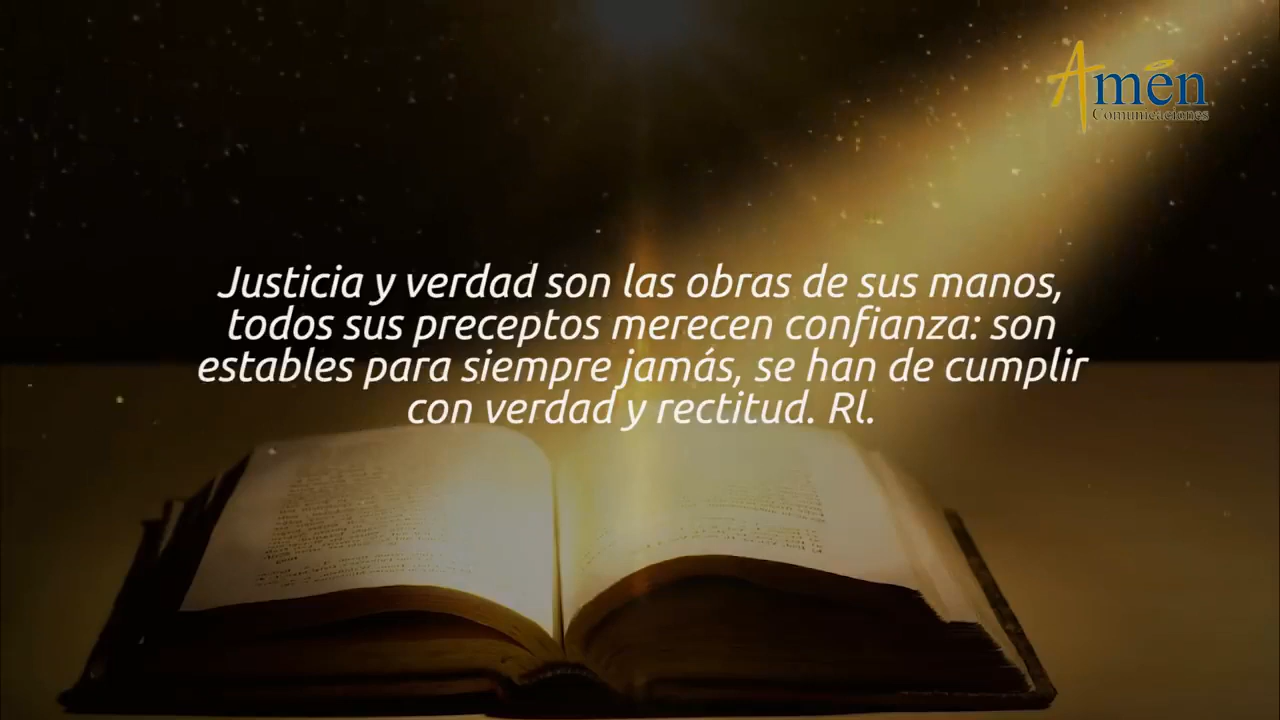 Amén
Comunicaciones
Justicia y verdad son las obras de sus manos,
todos sus preceptos merecen confianza: son
estables para siempre jamás, se han de cumplir
con verdad y rectitud. Rl.